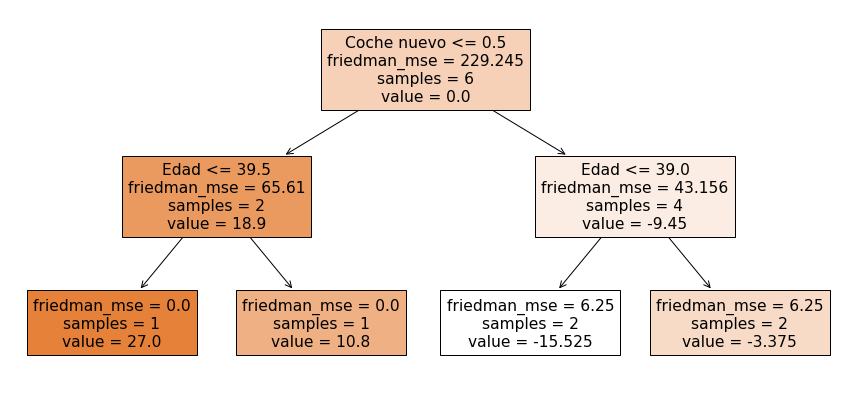 Coche nuevo <= 0.5
friedman_mse = 229.245
samples = 6
value = 0.0
Edad <= 39.5
friedman_mse = 65.61
samples = 2
value = 18.9
Edad <= 39.0
friedman_mse = 43.156
samples = 4
value = -9.45
friedman_mse = 0.0
samples = 1
value = 27.0
friedman_mse = 0.0
samples = 1
value = 10.8
friedman_mse = 6.25
samples = 2
value = -15.525
friedman_mse = 6.25
samples = 2
value = -3.375